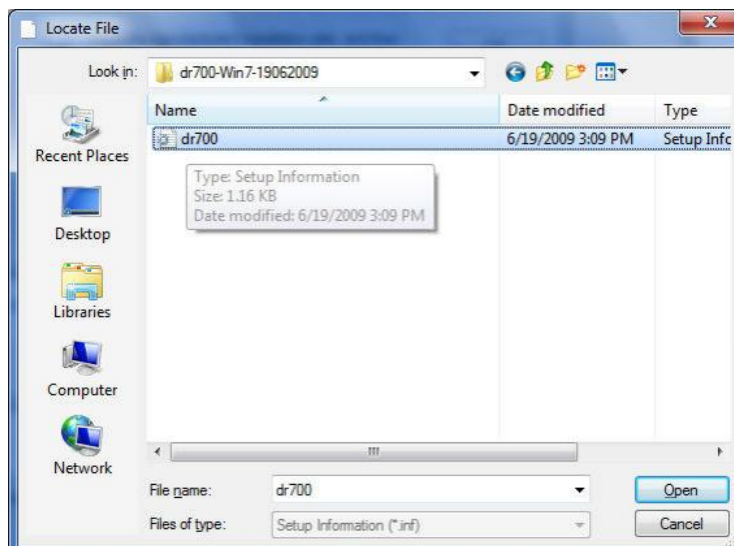 Locate File
Look in: dr700-Win7-19062009
Name Date modified Type
dr700 6/19/2009 3:09 PM Setup Infc
Type: Setup Information
Size: 1.16 KB
Date modified: 6/19/2009 3:09 PM
Recent Places
Desktop
Libraries
Computer
Network
File name: dr700 Open
Files of type: Setup Information (*.inf) Cancel